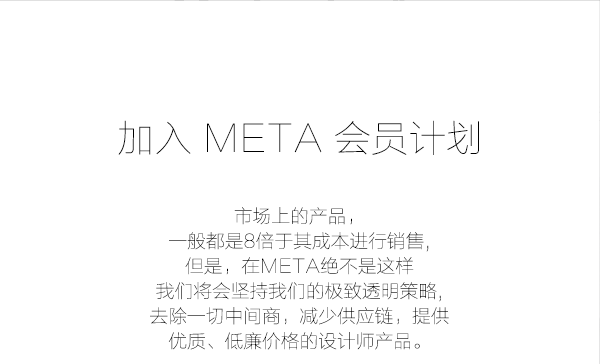 加入 META 会员计划
市场上的产品，
一般都是8倍于其成本进行销售,
但是，在META绝不是这样
我们将会坚持我们的极致透明策略,
去除一切中间商，减少供应链，提供
优质、低廉价格的设计师产品。